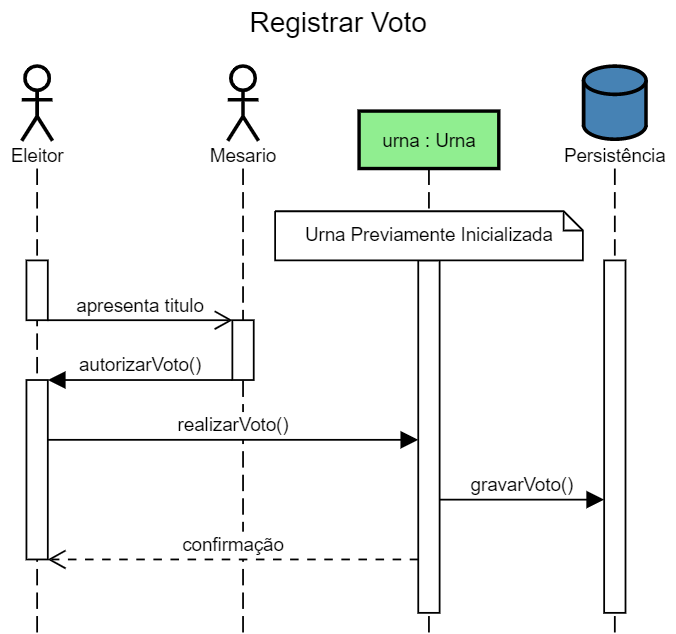 Registrar Voto
Eleitor
Mesario
urna : Urna
Persistência
Urna Previamente Inicializada
apresenta titulo
autorizarVoto()
realizarVoto()
gravarVoto()
confirmação